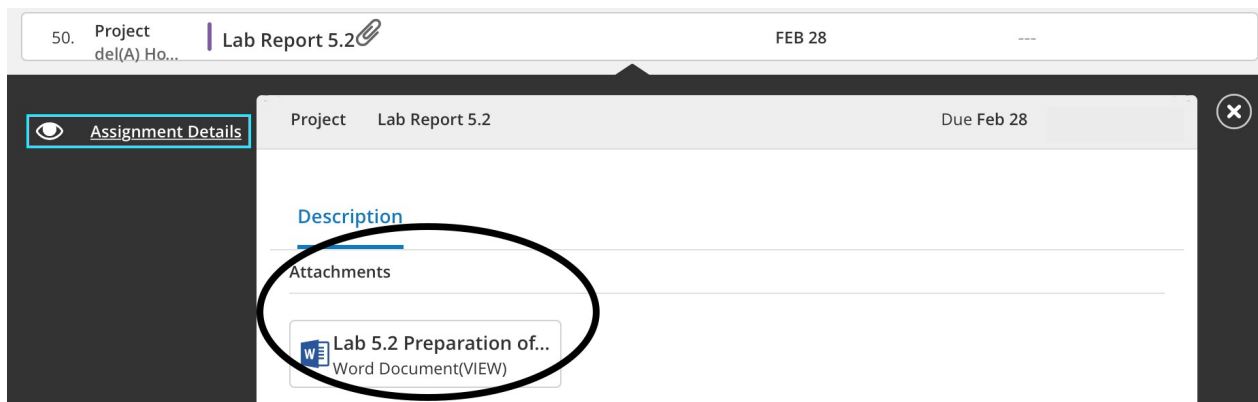 50. Project Lab Report 5.2 FEB 28 ---
del(A) Ho...
Assignment Details
Project Lab Report 5.2 Due Feb 28
Description
Attachments
Lab 5.2 Preparation of...
Word Document(VIEW)